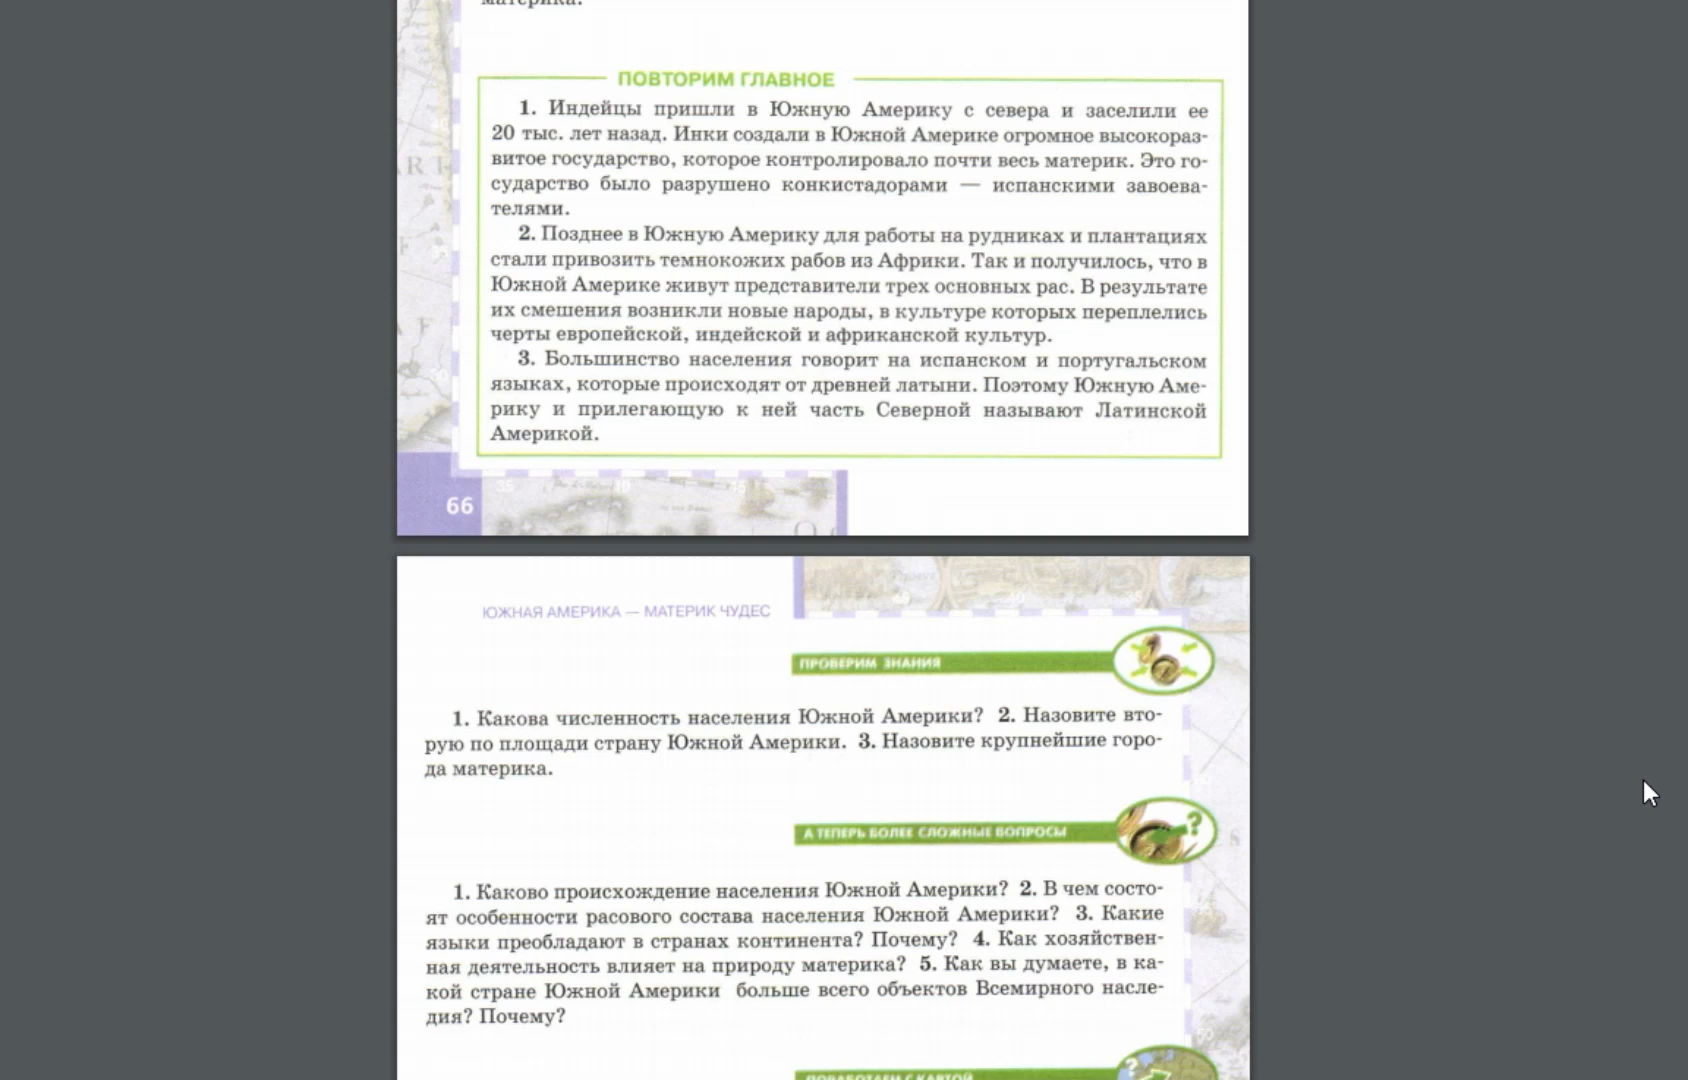 материка.
ПОВТОРИМ ГЛАВНОЕ
1. Индейцы пришли в Южную Америку с севера и заселили ее
20 тыс. лет назад. Инки создали в Южной Америке огромное высокораз-
витое государство, которое контролировало почти весь материк. Это го-
сударство было разрушено конкистадорами — испанскими завоева-
телями.
2. Позднее в Южную Америку для работы на рудниках и плантациях
стали привозить темнокожих рабов из Африки. Так и получилось, что в
Южной Америке живут представители трех основных рас. В результате
их смешения возникли новые народы, в культуре которых переплелись
черты европейской, индейской и африканской культур.
3. Большинство населения говорит на испанском и португальском
языках, которые происходят от древней латыни. Поэтому Южную Аме-
рику и прилегающую к ней часть Северной называют Латинской
Америкой.
66
ЮЖНАЯ АМЕРИКА — МАТЕРИК ЧУДЕС
ПРОВЕРИМ ЗНАНИЯ
1. Какова численность населения Южной Америки? 2. Назовите вто-
рую по площади страну Южной Америки. 3. Назовите крупнейшие горо-
да материка.
А ТЕПЕРЬ БОЛЕЕ СЛОЖНЫЕ ВОПРОСЫ
1. Каково происхождение населения Южной Америки? 2. В чем состо-
ят особенности расового состава населения Южной Америки? 3. Какие
языки преобладают в странах континента? Почему? 4. Как хозяйствен-
ная деятельность влияет на природу материка? 5. Как вы думаете, в ка-
кой стране Южной Америки больше всего объектов Всемирного насле-
дия? Почему?
ПОРАБОТАЕМ С КАРТОЙ